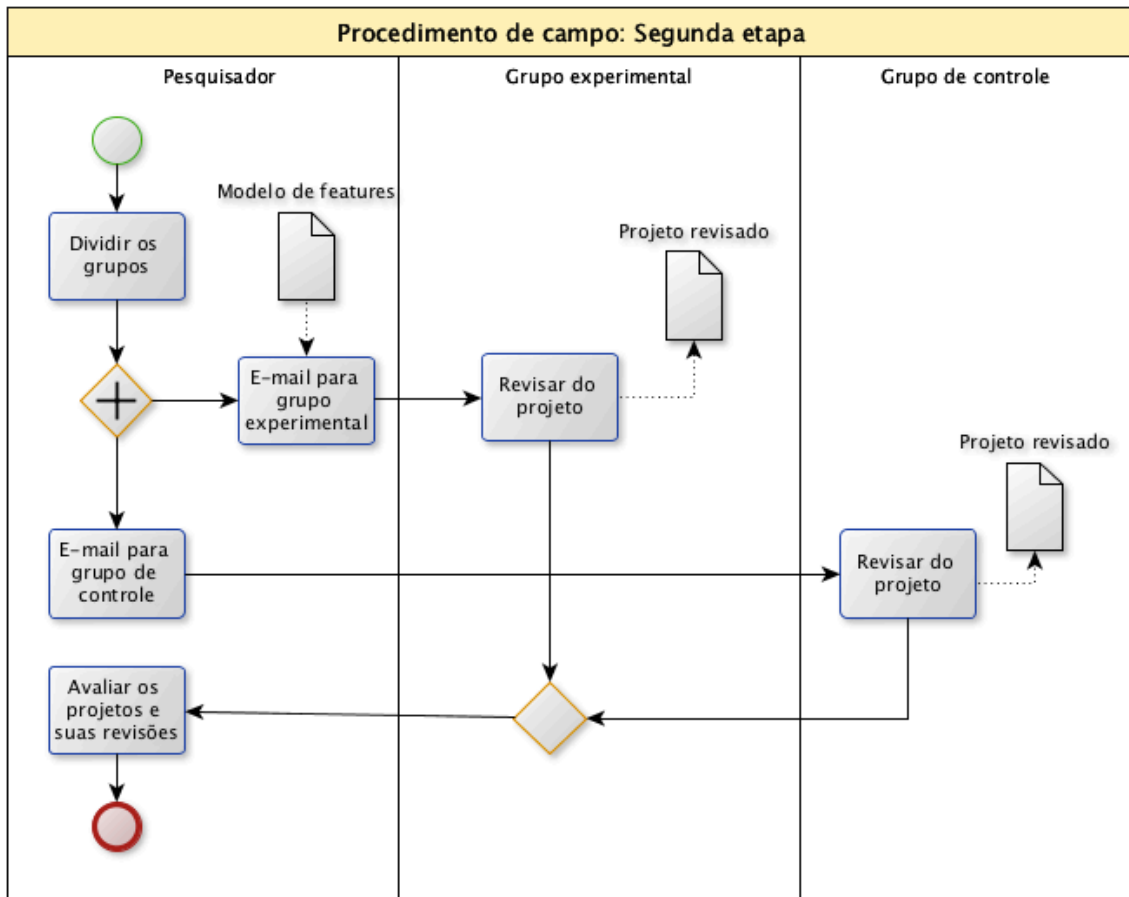 Procedimento de campo: Segunda etapa
Pesquisador
Grupo experimental
Grupo de controle
Modelo de features
Dividir os
grupos
Projeto revisado
E-mail para
grupo
experimental
Revisar do
projeto
Projeto revisado
E-mail para
grupo de
controle
Revisar do
projeto
Avaliar os
projetos e
suas revisões